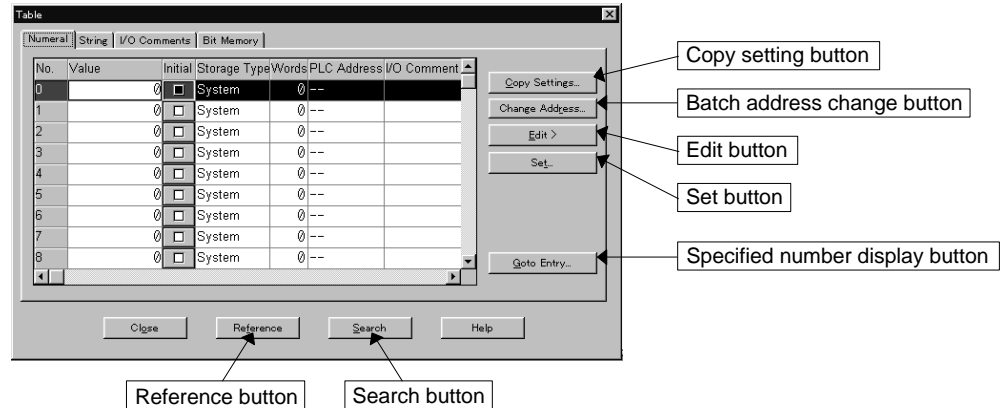 Table
Numeral String I/O Comments Bit Memory
No. Value Initial Storage Type Words PLC Address I/O Comment
0 0 System 0 --
1 0 System 0 --
2 0 System 0 --
3 0 System 0 --
4 0 System 0 --
5 0 System 0 --
6 0 System 0 --
7 0 System 0 --
8 0 System 0 --
Copy Settings...
Change Address...
Edit >
Set...
Goto Entry...
Close Reference Search Help
Copy setting button
Batch address change button
Edit button
Set button
Specified number display button
Reference button Search button